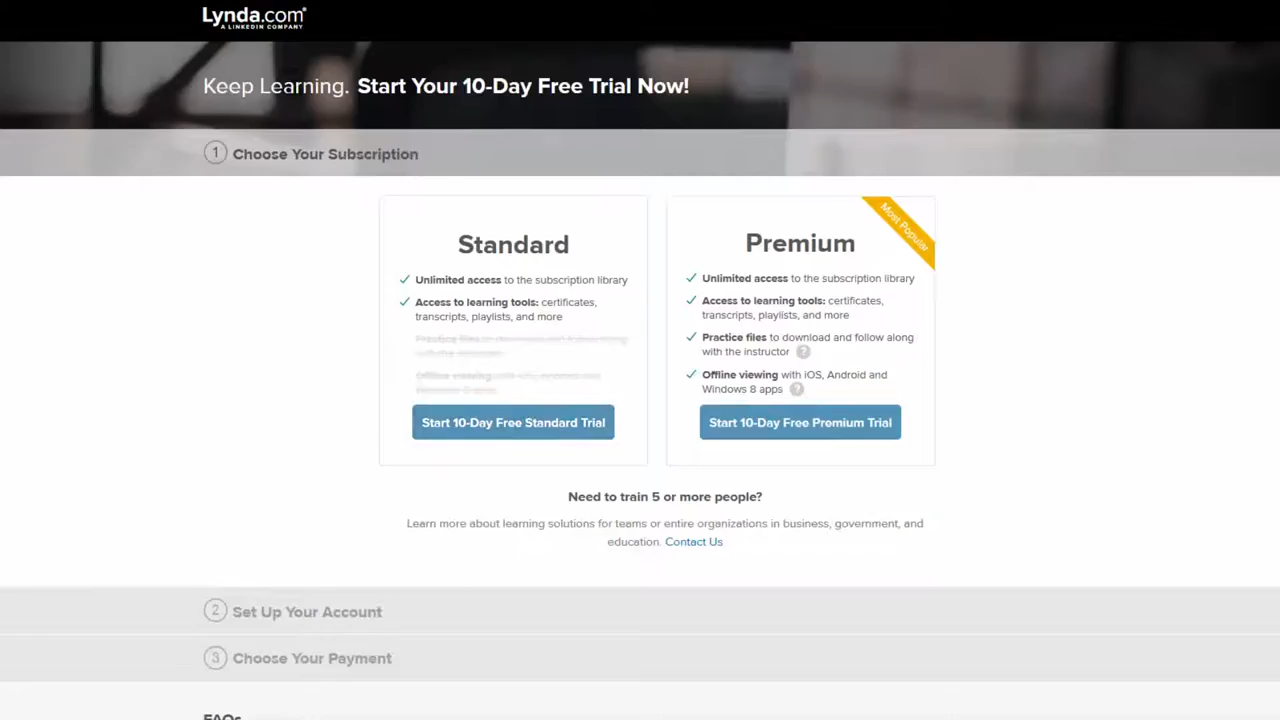 Lynda.com
A LINKEDIN COMPANY
Keep Learning. Start Your 10-Day Free Trial Now!
1 Choose Your Subscription
Standard
Unlimited access to the subscription library
Access to learning tools: certificates,
transcripts, playlists, and more
Start 10-Day Free Standard Trial
Most Popular
Premium
Unlimited access to the subscription library
Access to learning tools: certificates,
transcripts, playlists, and more
Practice files to download and follow along
with the instructor ?
Offline viewing with iOS, Android and
Windows 8 apps ?
Start 10-Day Free Premium Trial
Need to train 5 or more people?
Learn more about learning solutions for teams or entire organizations in business, government, and
education. Contact Us
2 Set Up Your Account
3 Choose Your Payment
FAQs